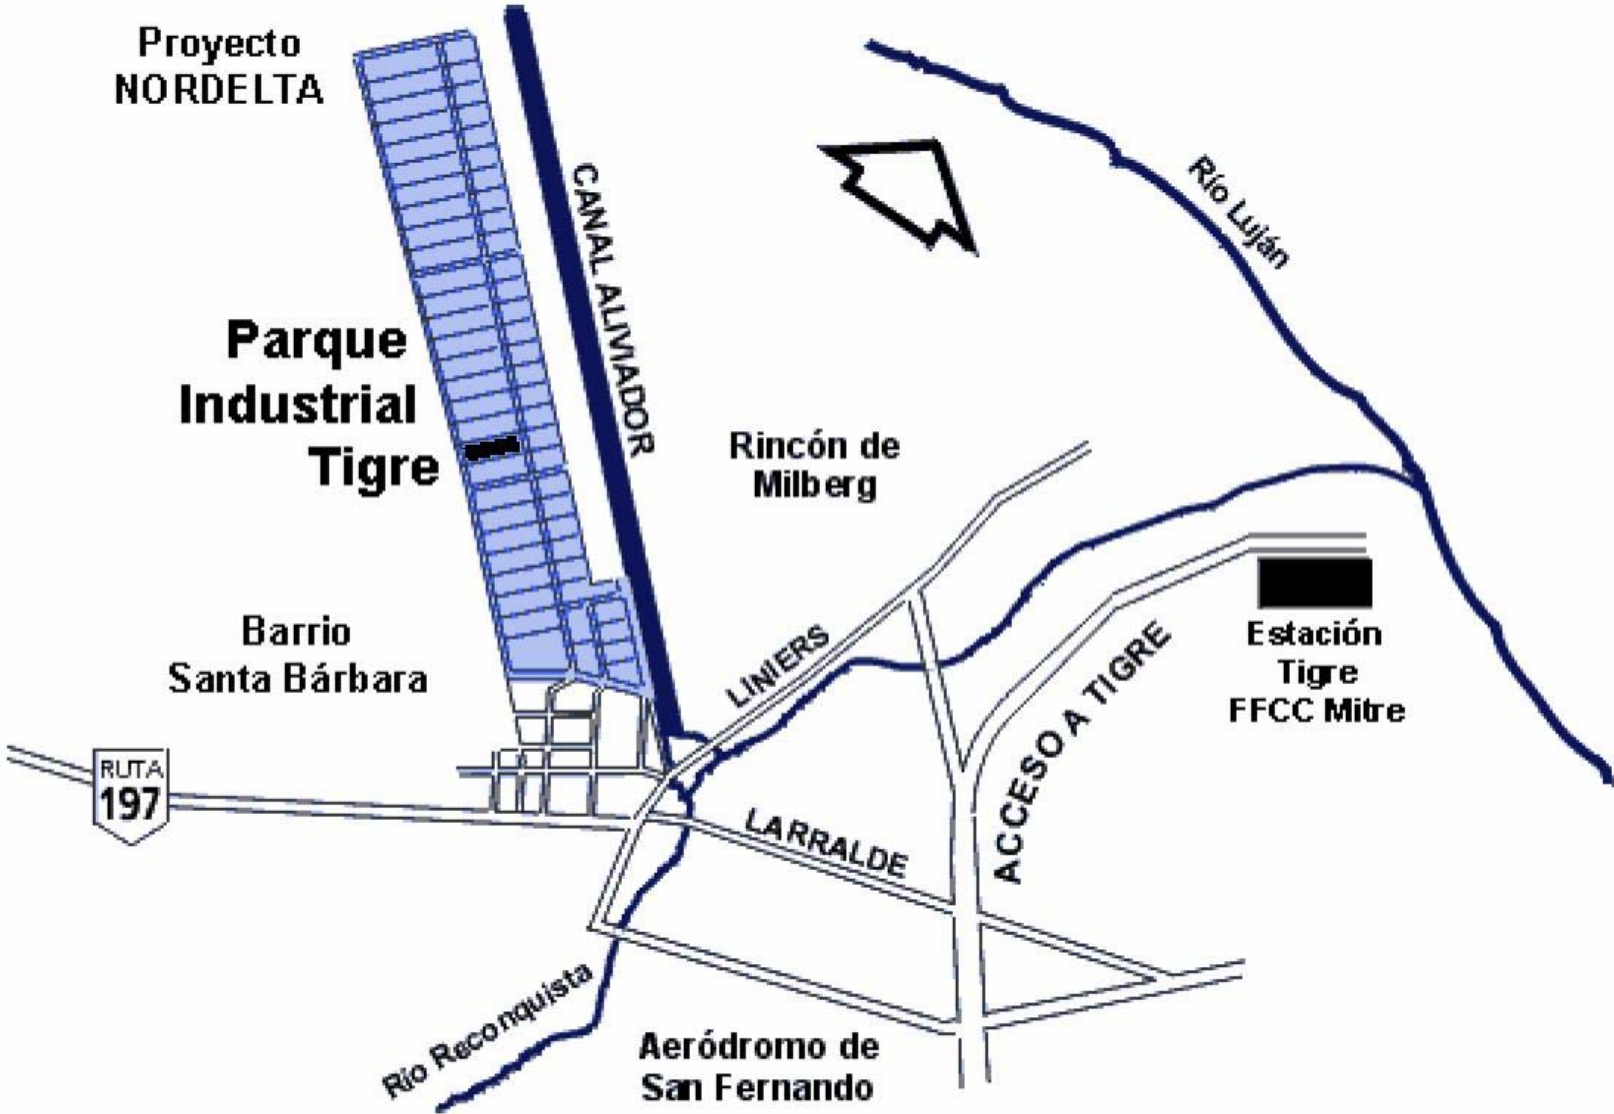 Proyecto
NORDELTA
CANAL ALIVIADOR
Río Luján
Parque
Industrial
Tigre
Rincón de
Milberg
Barrio
Santa Bárbara
LINIERS
ACCESO A TIGRE
Estación
Tigre
FFCC Mitre
RUTA
197
LARRALDE
Río Reconquista
Aeródromo de
San Fernando